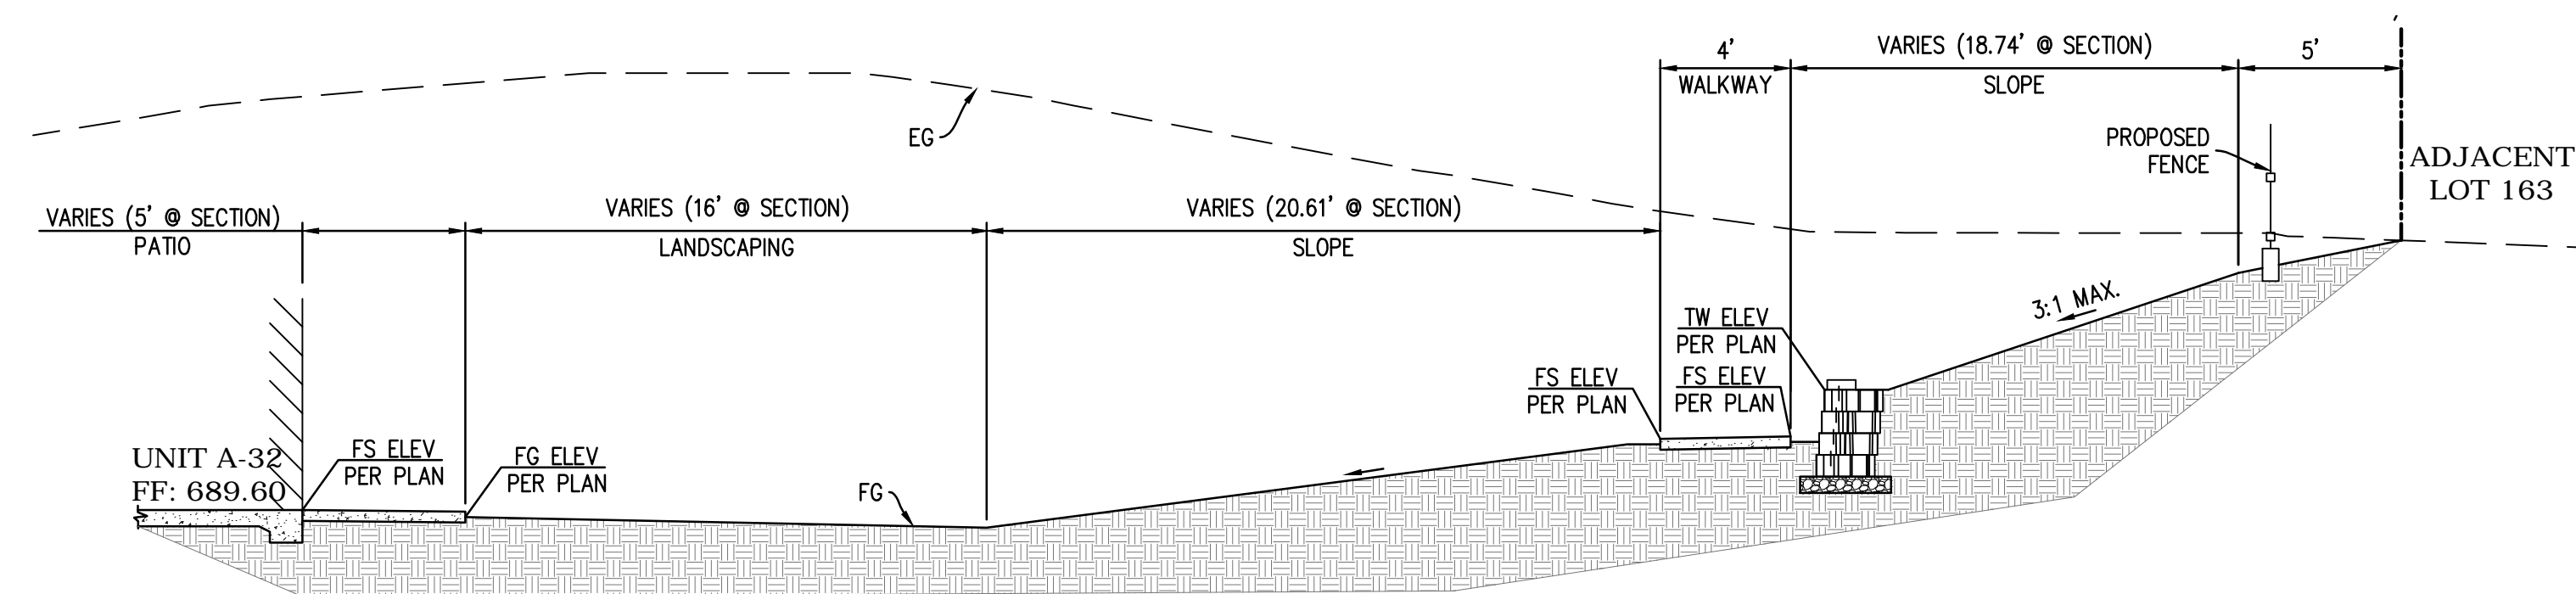 4'
WALKWAY
VARIES (18.74' @ SECTION)
SLOPE
5'
EG
PROPOSED
FENCE
ADJACENT
LOT 163
VARIES (5' @ SECTION)
PATIO
VARIES (16' @ SECTION)
LANDSCAPING
VARIES (20.61' @ SECTION)
SLOPE
3:1 MAX.
TW ELEV
PER PLAN
FS ELEV
PER PLAN
FS ELEV
PER PLAN
UNIT A-32
FF: 689.60
FS ELEV
PER PLAN
FG ELEV
PER PLAN
FG